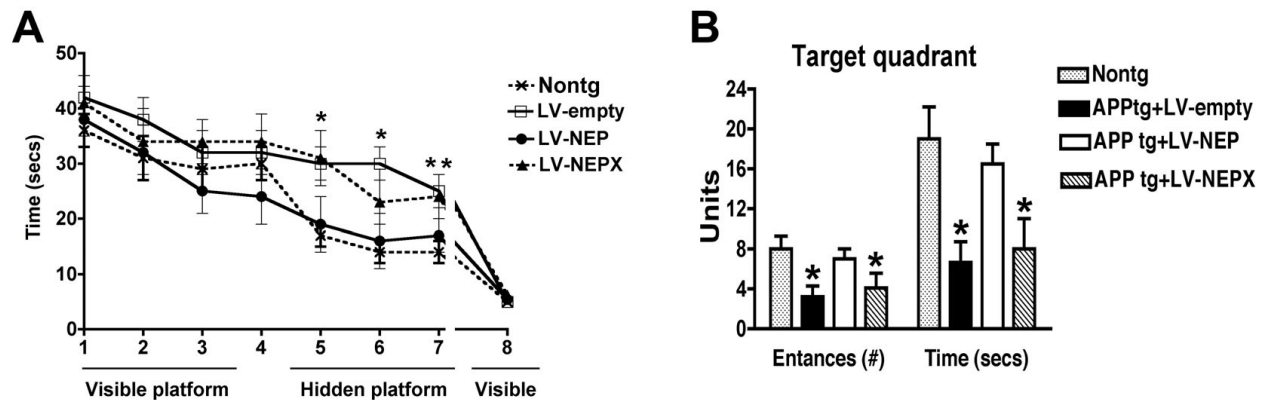 A
50
40
30
20
10
0
Time (secs)
* * **
1 2 3 4 5 6 7 8
Visible platform Hidden platform Visible
Nontg
LV-empty
LV-NEP
LV-NEPX
B
Target quadrant
24
20
16
12
8
4
0
Units
* * * *
Entances (#) Time (secs)
Nontg
APPtg+LV-empty
APP tg+LV-NEP
APP tg+LV-NEPX